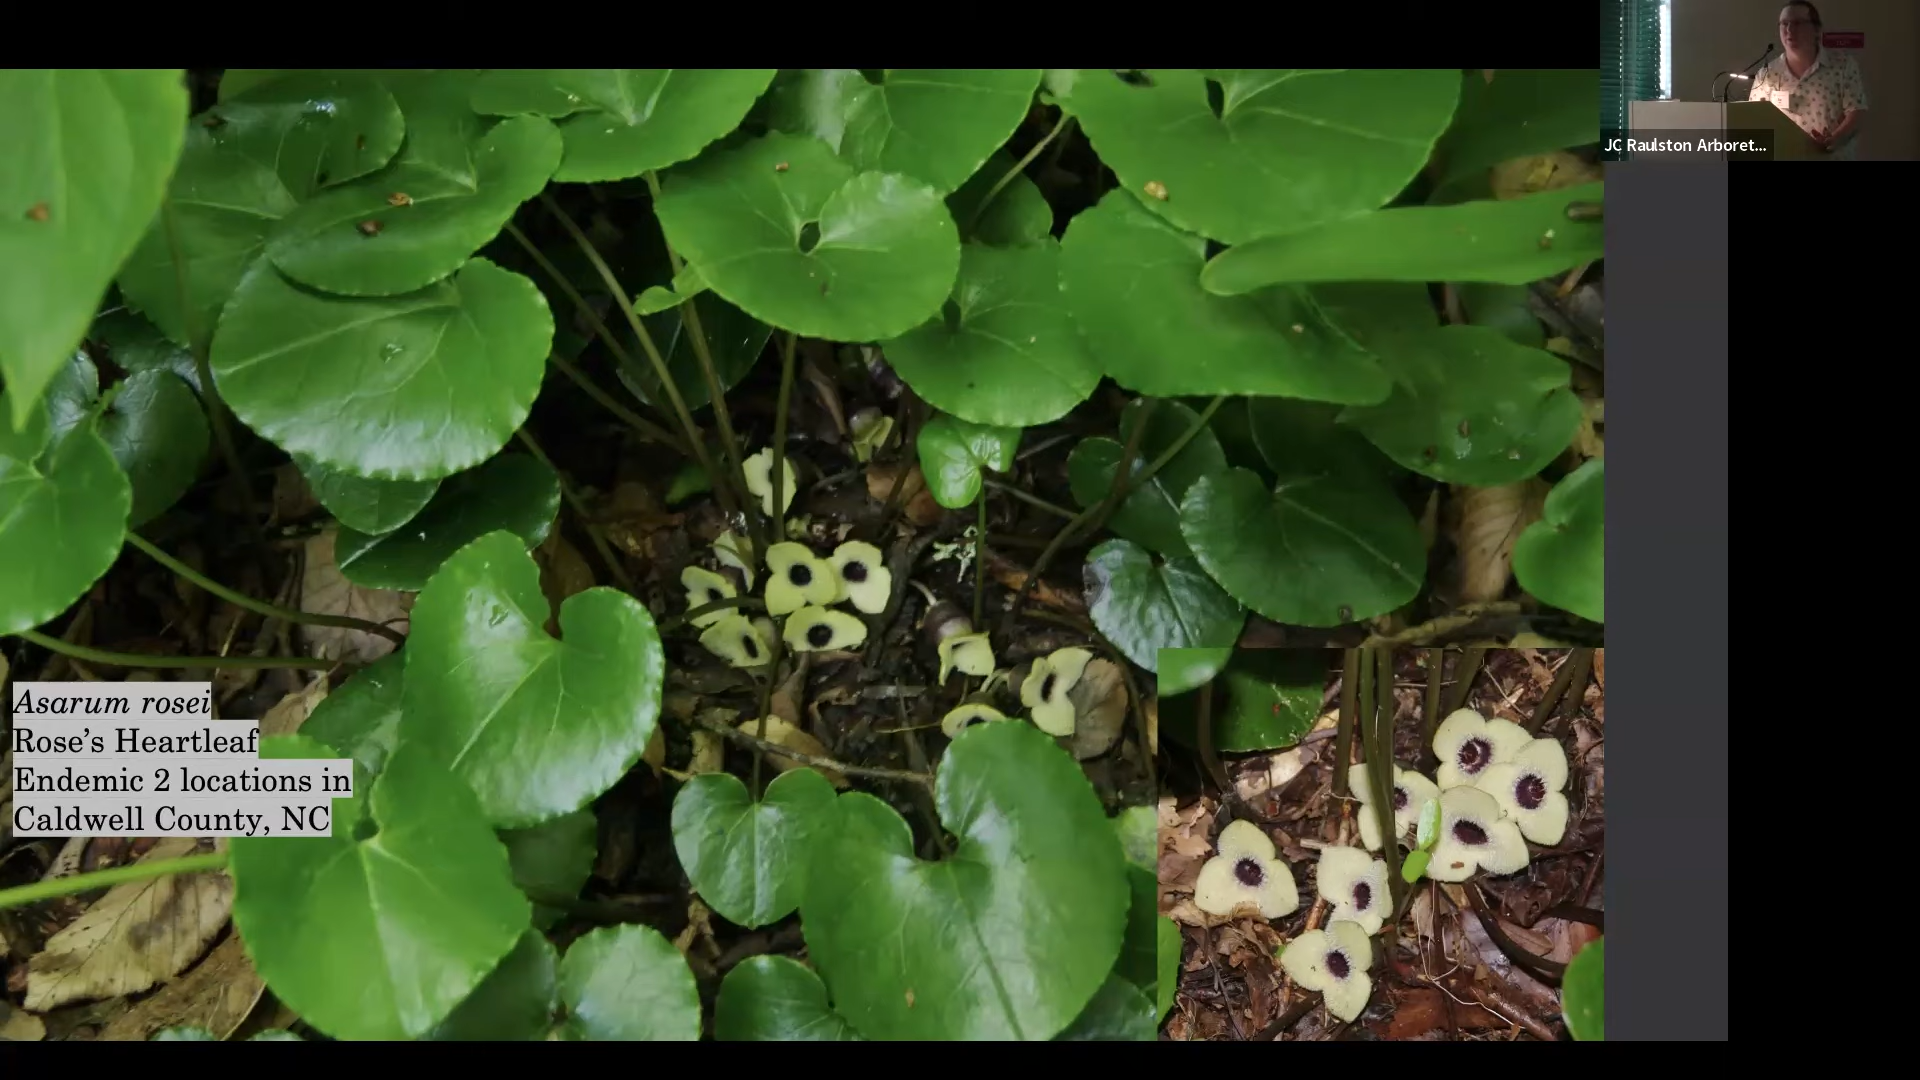 JC Raulston Arboret...
Asarum rosei
Rose's Heartleaf
Endemic 2 locations in
Caldwell County, NC